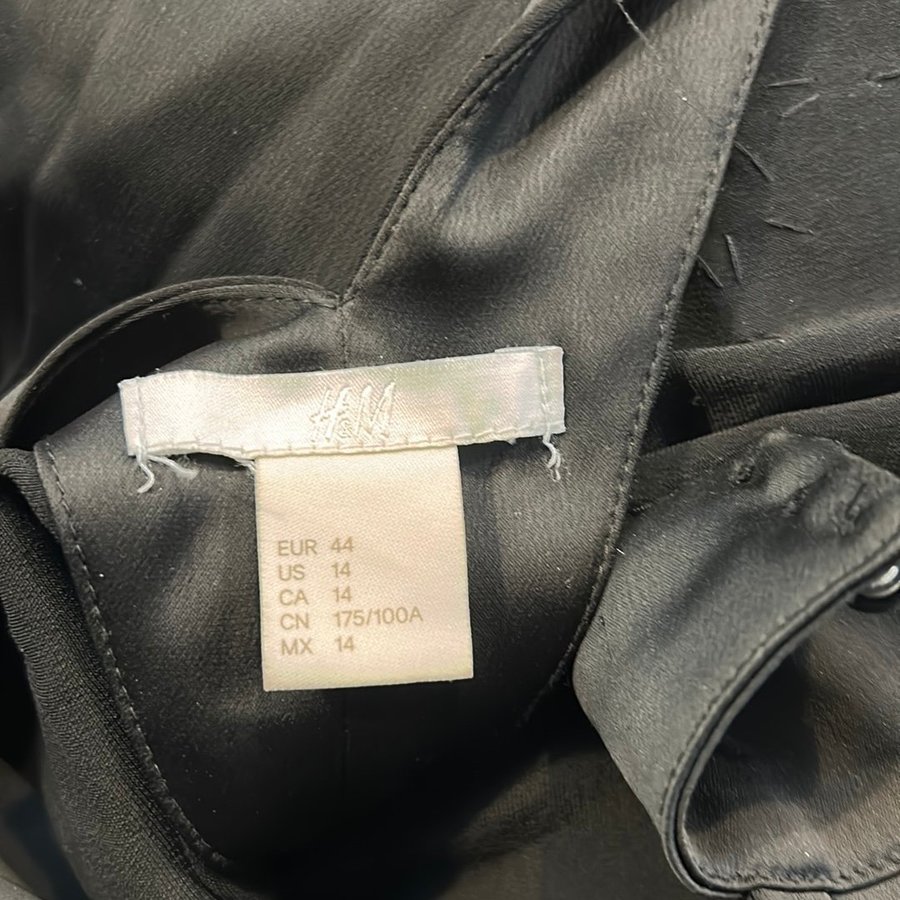 H&M
EUR 44
US 14
CA 14
CN 175/100A
MX 14